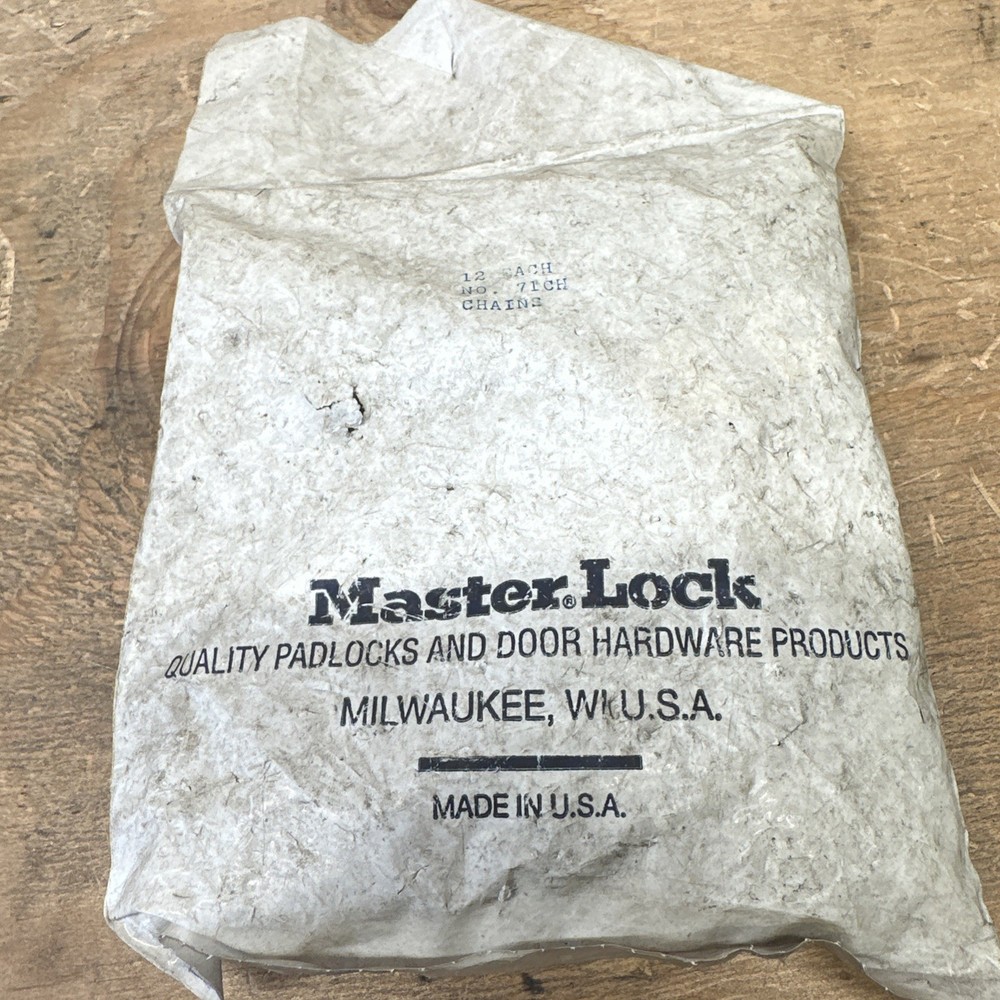 12 EACH
NO. 71CH
CHAINS
Master® Lock
QUALITY PADLOCKS AND DOOR HARDWARE PRODUCTS
MILWAUKEE, WI U.S.A.
MADE IN U.S.A.